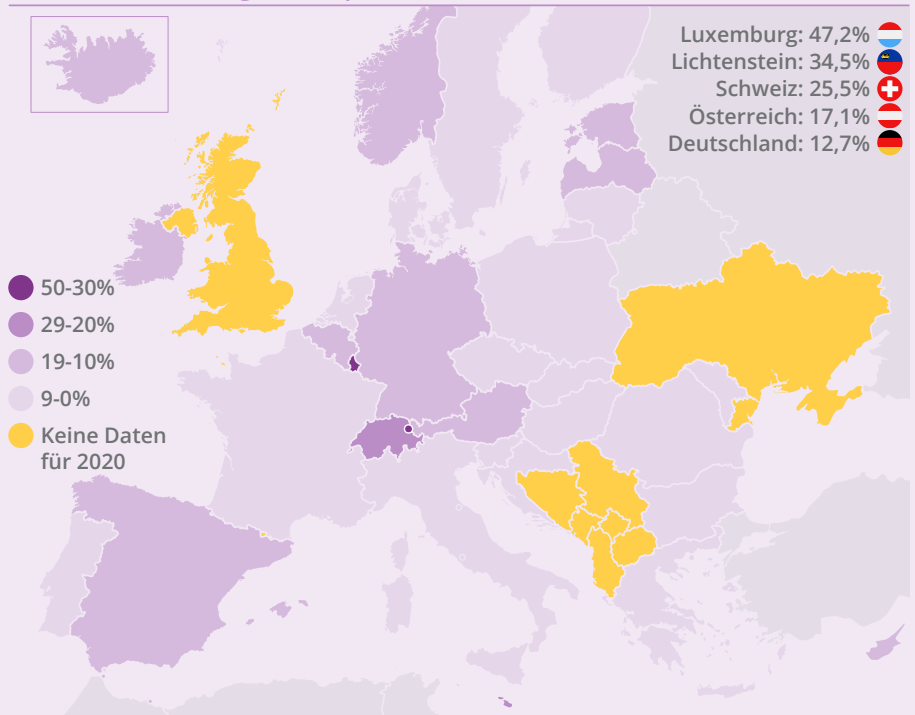 Luxemburg: 47,2%
Lichtenstein: 34,5%
Schweiz: 25,5%
Österreich: 17,1%
Deutschland: 12,7%
50-30%
29-20%
19-10%
9-0%
Keine Daten
für 2020